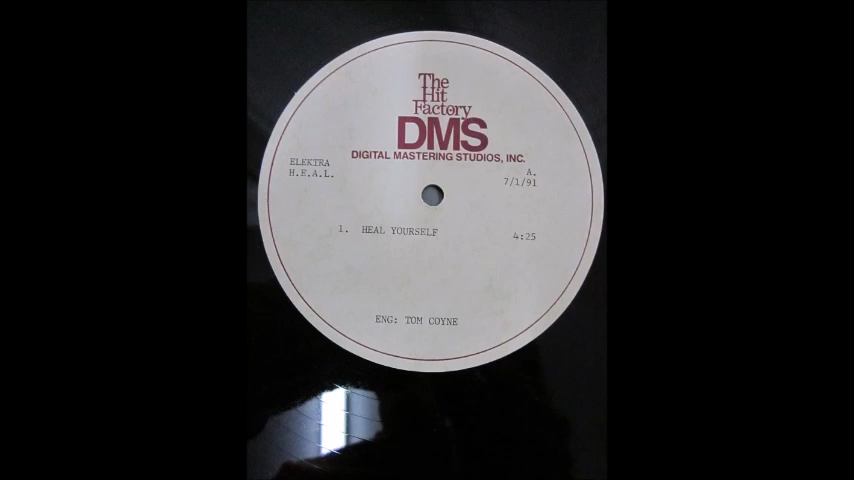 The
Hit
Factory
DMS
DIGITAL MASTERING STUDIOS, INC.
ELEKTRA
H.E.A.L.
A.
7/1/91
1. HEAL YOURSELF 4:25
ENG: TOM COYNE